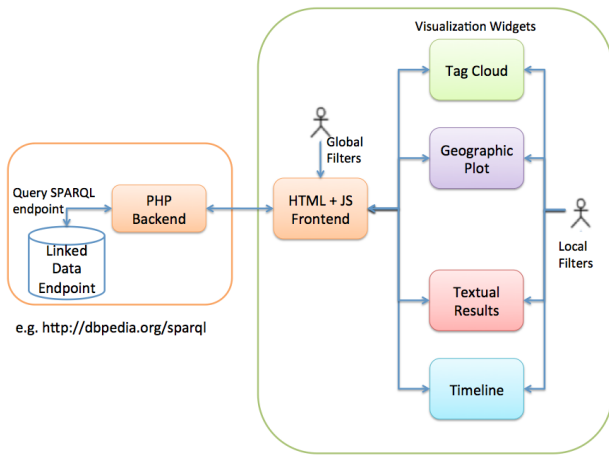 Visualization Widgets
Tag Cloud
Global
Filters
Geographic
Plot
Query SPARQL
endpoint
PHP
Backend
HTML + JS
Frontend
Linked
Data
Endpoint
Local
Filters
Textual
Results
e.g. http://dbpedia.org/sparql
Timeline